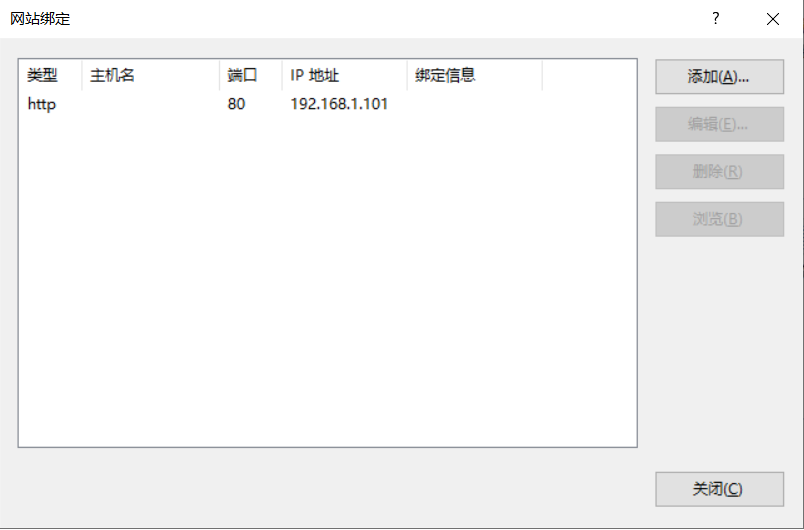 网站绑定
?
类型 主机名 端口 IP 地址 绑定信息
http 80 192.168.1.101
添加(A)...
编辑(E)...
删除(R)
浏览(B)
关闭(C)